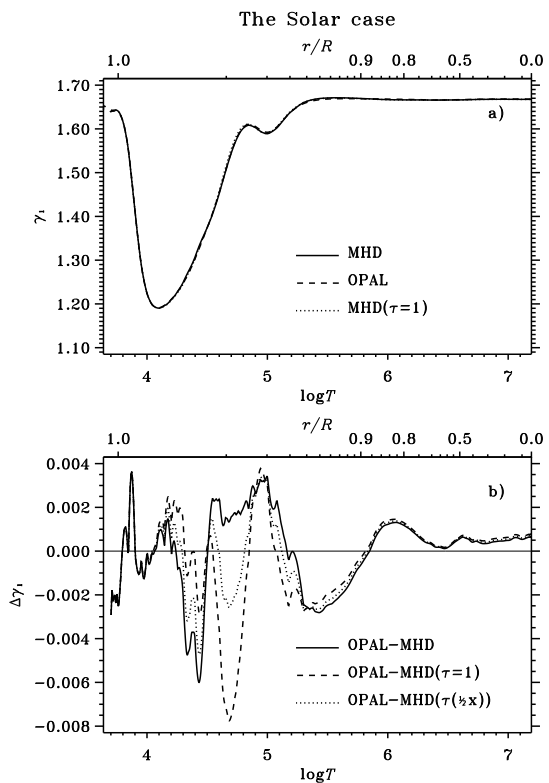 The Solar case
r/R
1.0 0.9 0.8 0.5 0.0
1.70
1.60
1.50
1.40
1.30
1.20
1.10
γ₁
a)
MHD
OPAL
MHD(τ=1)
4 5 6 7
logT
r/R
1.0 0.9 0.8 0.5 0.0
0.004
0.002
0.000
−0.002
−0.004
−0.006
−0.008
Δγ₁
b)
OPAL−MHD
OPAL−MHD(τ=1)
OPAL−MHD(τ(½x))
4 5 6 7
logT